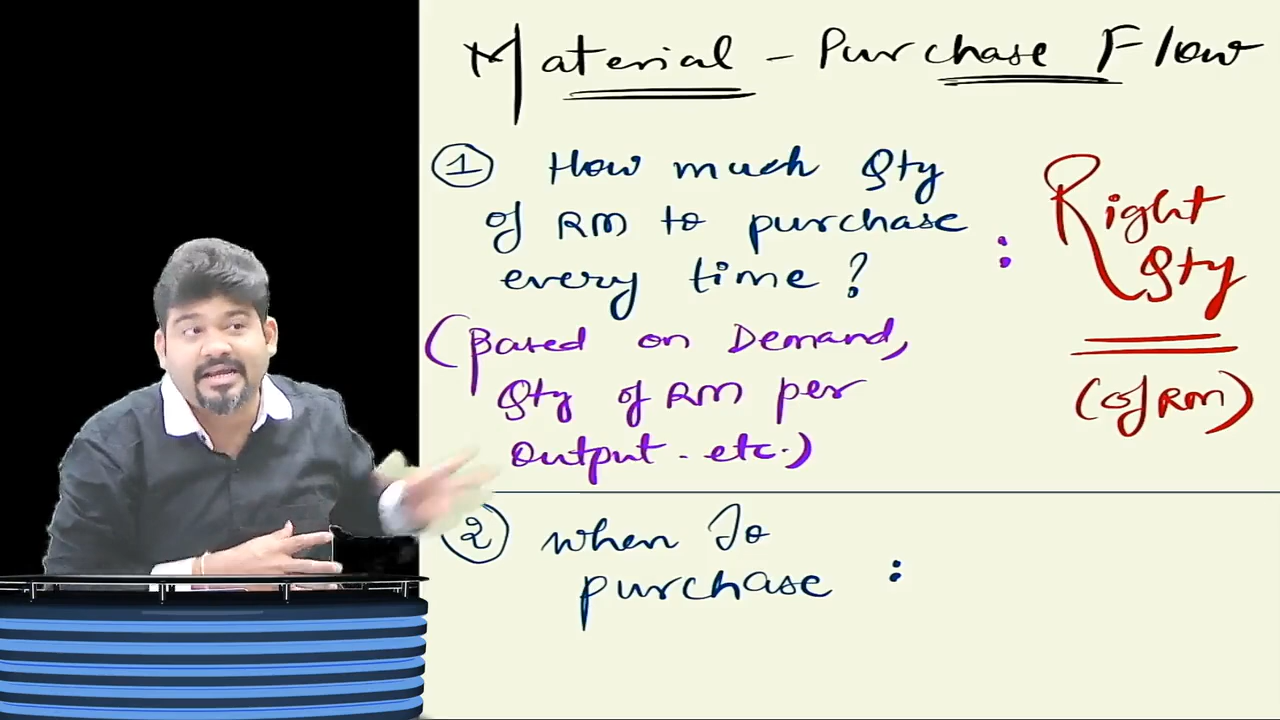 Material - Purchase Flow
① How much Qty
of RM to purchase
every time ?
: Right
Qty
(of RM)
(Based on Demand,
Qty of RM per
Output. etc.)
② when To
purchase :